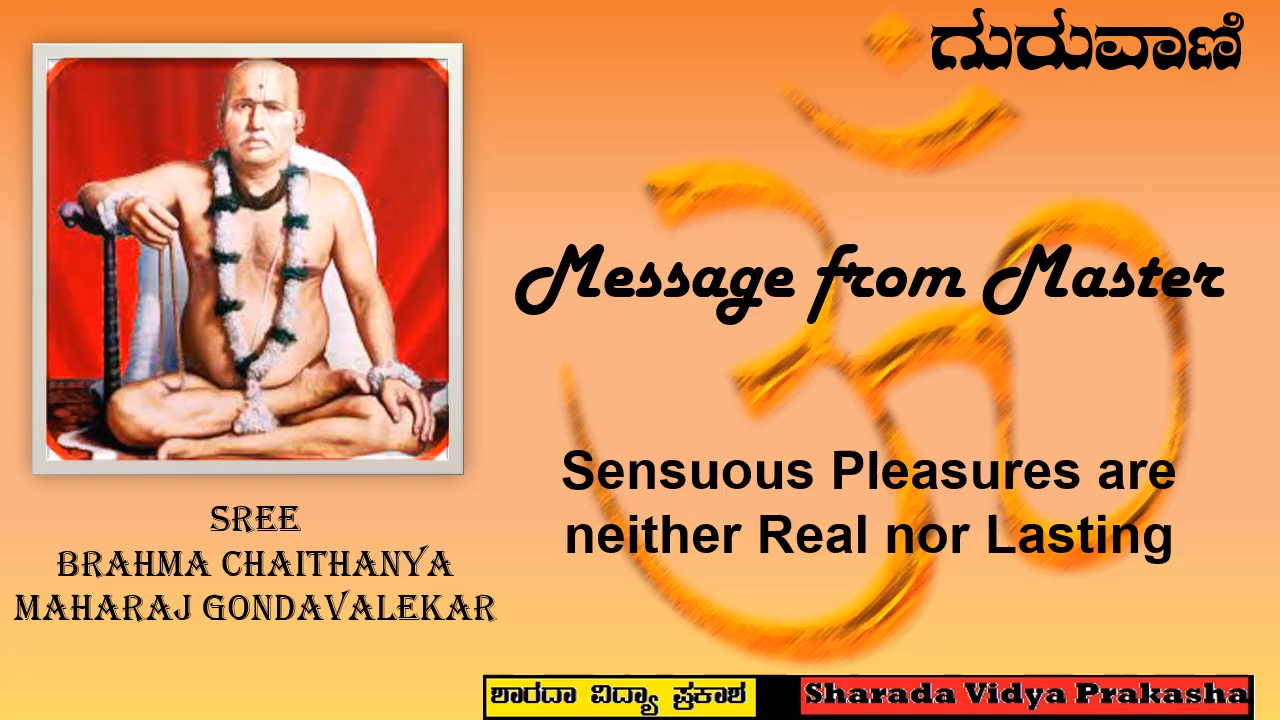 ಗುರುವಾಣಿ
Message from Master
Sensuous Pleasures are
neither Real nor Lasting
SREE
BRAHMA CHAITHANYA
MAHARAJ GONDAVALEKAR
ಶಾರದಾ ವಿದ್ಯಾ ಪ್ರಕಾಶ
Sharada Vidya Prakasha